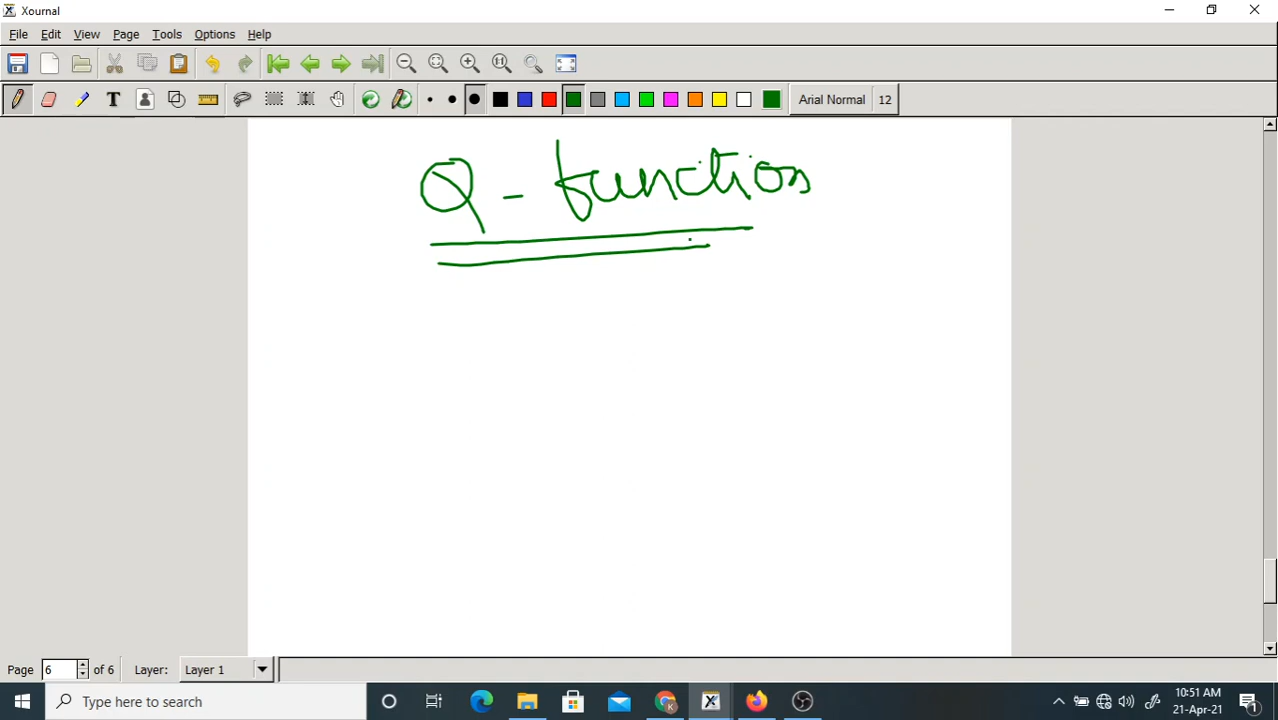 Xournal
File Edit View Page Tools Options Help
T Arial Normal 12
Q - function
Page 6 of 6 Layer: Layer 1
Type here to search
10:51 AM
21-Apr-21